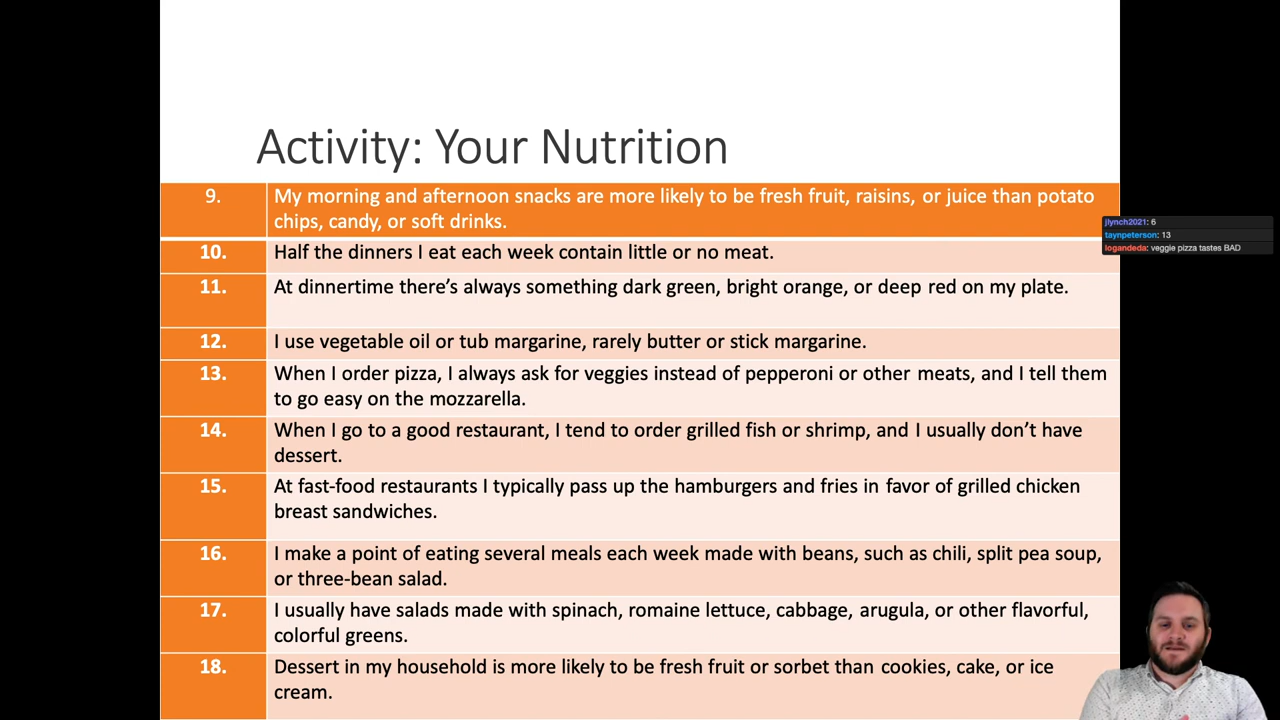 Activity: Your Nutrition
9. My morning and afternoon snacks are more likely to be fresh fruit, raisins, or juice than potato
chips, candy, or soft drinks.
jlynch2021: 6
taynpeterson: 13
logandeda: veggie pizza tastes BAD
10. Half the dinners I eat each week contain little or no meat.
11. At dinnertime there’s always something dark green, bright orange, or deep red on my plate.
12. I use vegetable oil or tub margarine, rarely butter or stick margarine.
13. When I order pizza, I always ask for veggies instead of pepperoni or other meats, and I tell them
to go easy on the mozzarella.
14. When I go to a good restaurant, I tend to order grilled fish or shrimp, and I usually don’t have
dessert.
15. At fast-food restaurants I typically pass up the hamburgers and fries in favor of grilled chicken
breast sandwiches.
16. I make a point of eating several meals each week made with beans, such as chili, split pea soup,
or three-bean salad.
17. I usually have salads made with spinach, romaine lettuce, cabbage, arugula, or other flavorful,
colorful greens.
18. Dessert in my household is more likely to be fresh fruit or sorbet than cookies, cake, or ice
cream.